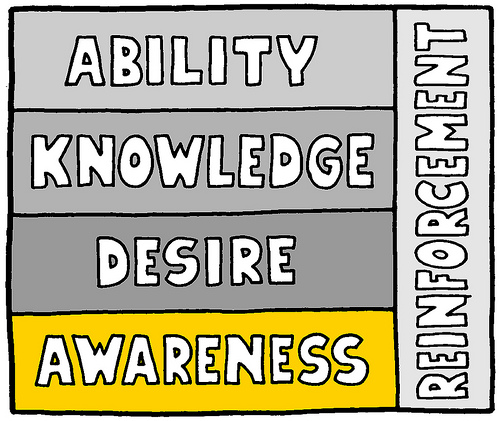 ABILITY
KNOWLEDGE
DESIRE
AWARENESS
REINFORCEMENT